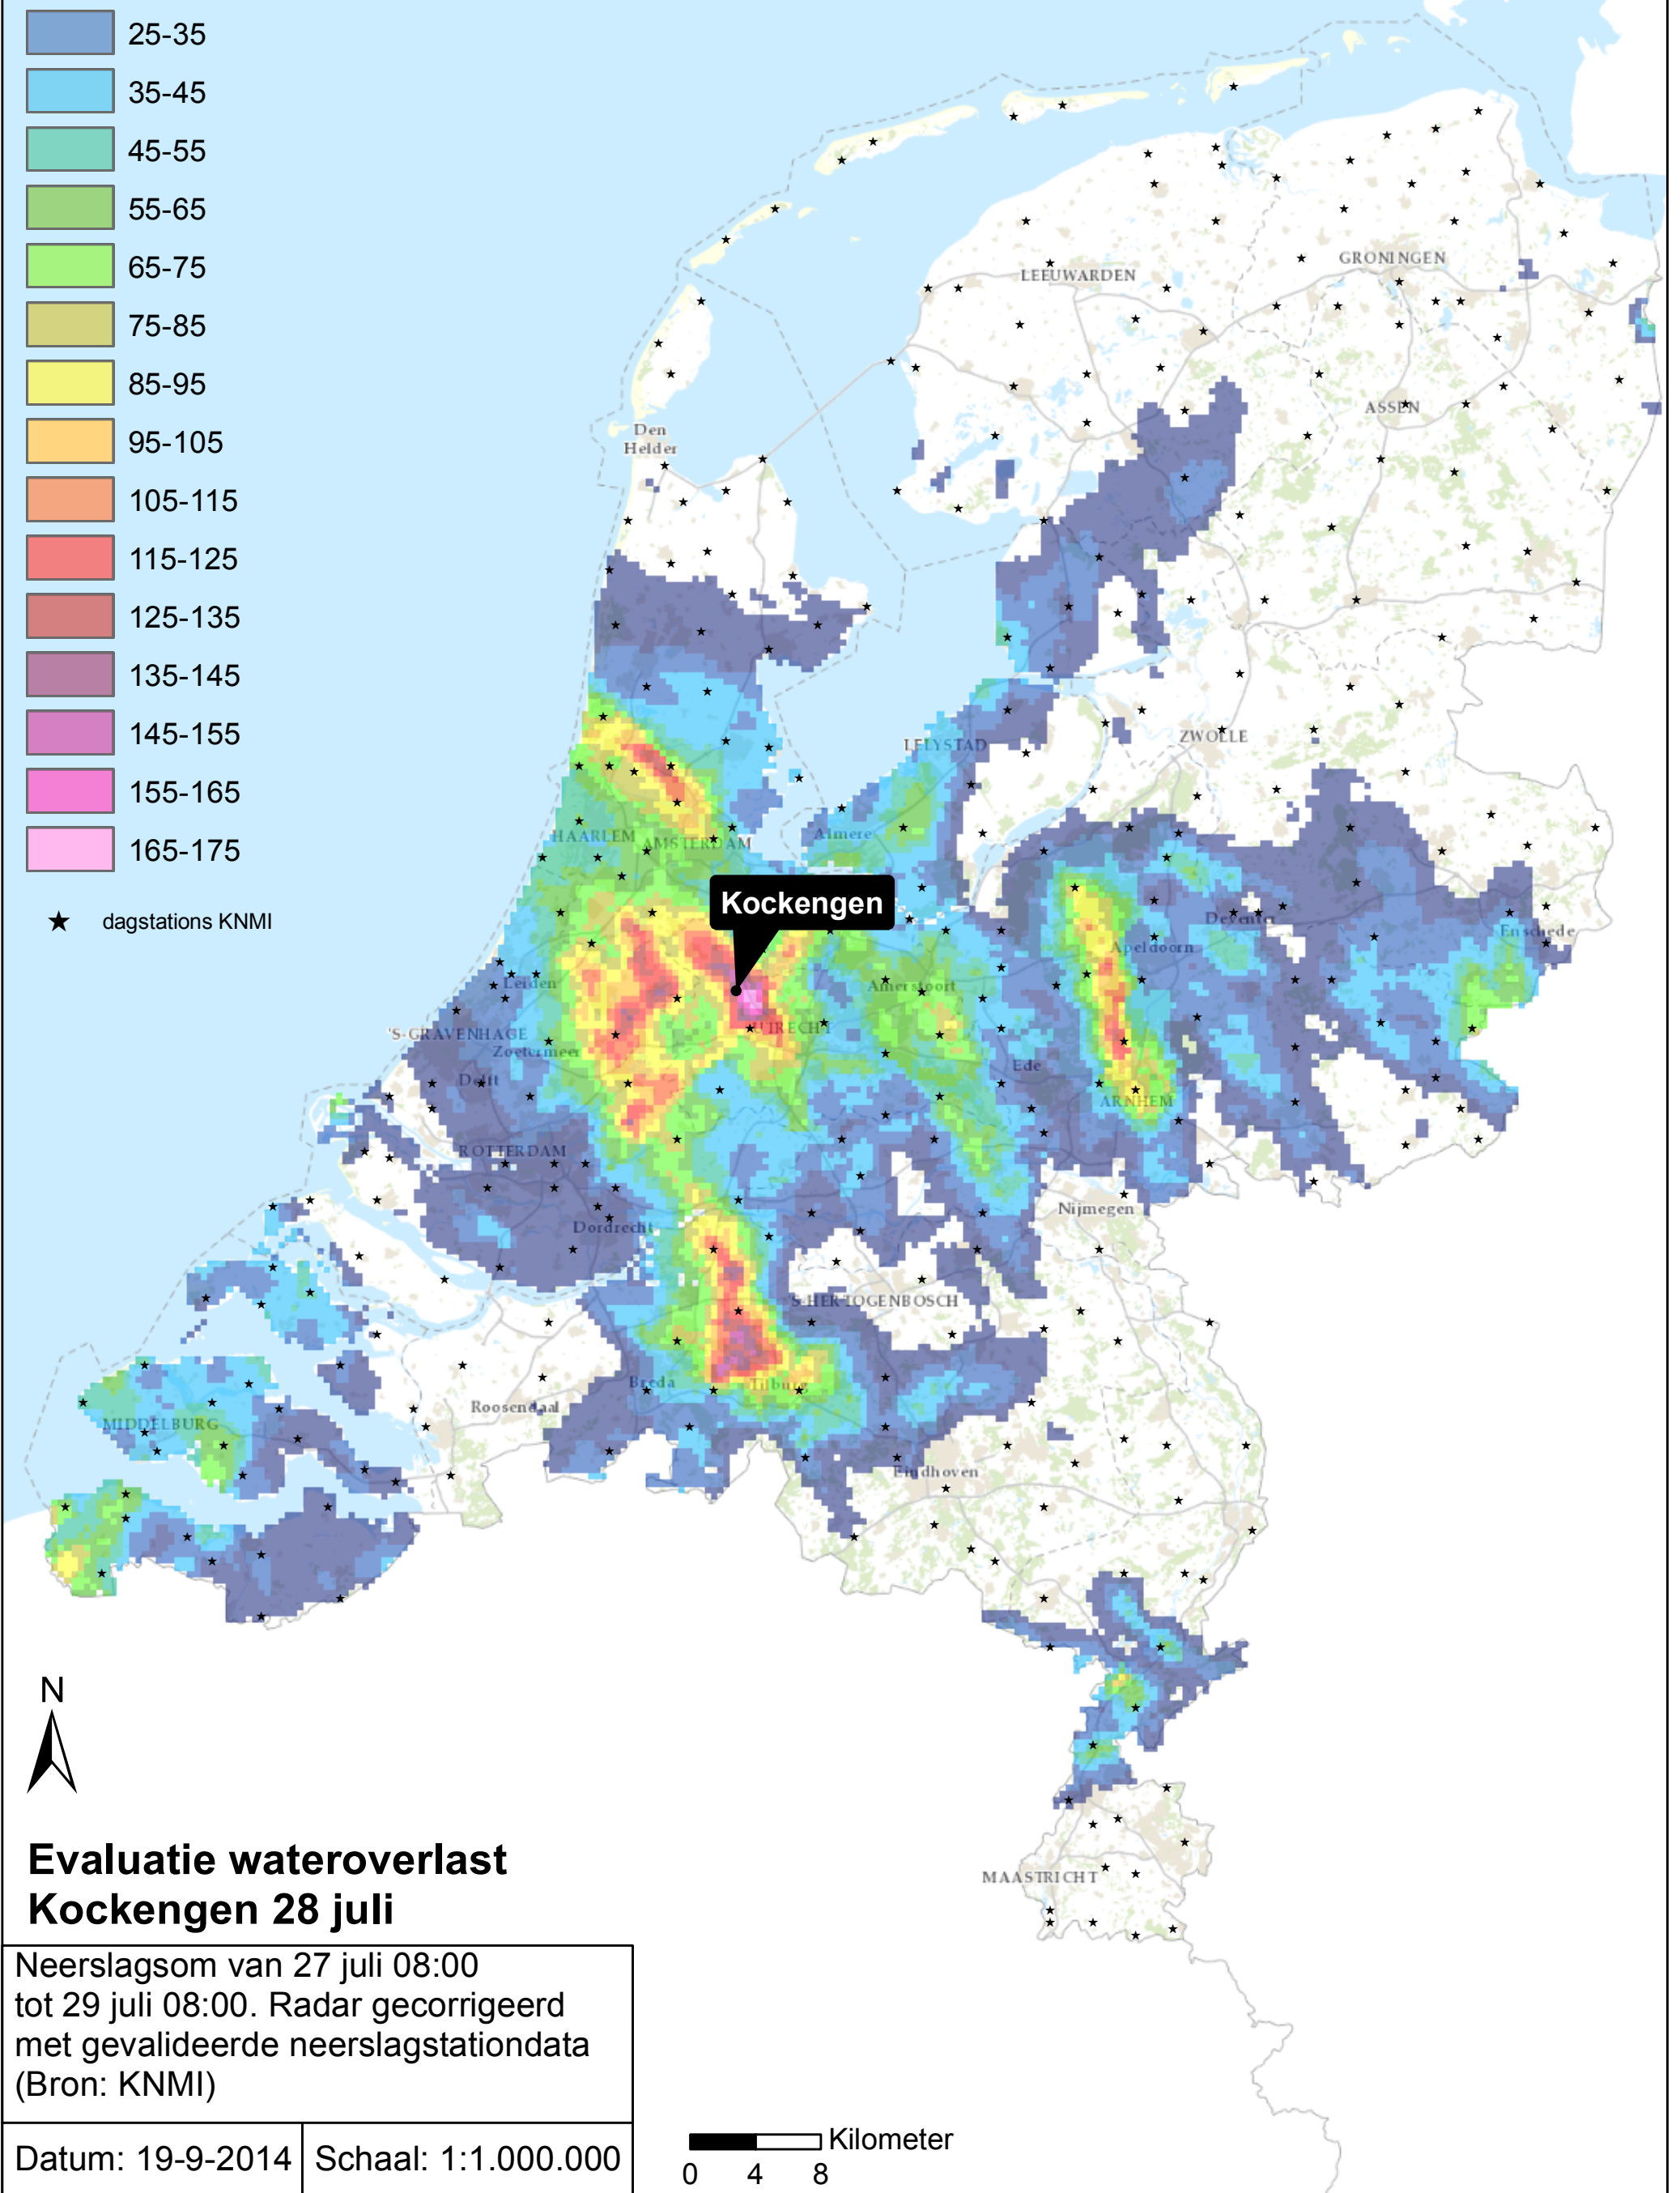 25-35
35-45
45-55
55-65
65-75
75-85
85-95
95-105
105-115
115-125
125-135
135-145
145-155
155-165
165-175
dagstations KNMI
LEEUWARDEN
GRONINGEN
ASSEN
Den
Helder
ZWOLLE
LELYSTAD
HAARLEM
AMSTERDAM
Almere
Kockengen
Deventer
Enschede
Apeldoorn
Leiden
Amersfoort
'S-GRAVENHAGE
UTRECHT
Zoetermeer
Ede
Delft
ARNHEM
ROTTERDAM
Nijmegen
Dordrecht
'S-HERTOGENBOSCH
Breda
Tilburg
Roosendaal
MIDDELBURG
Eindhoven
MAASTRICHT
N
Evaluatie wateroverlast
Kockengen 28 juli
Neerslagsom van 27 juli 08:00
tot 29 juli 08:00. Radar gecorrigeerd
met gevalideerde neerslagstationdata
(Bron: KNMI)
Datum: 19-9-2014
Schaal: 1:1.000.000
Kilometer
0 4 8